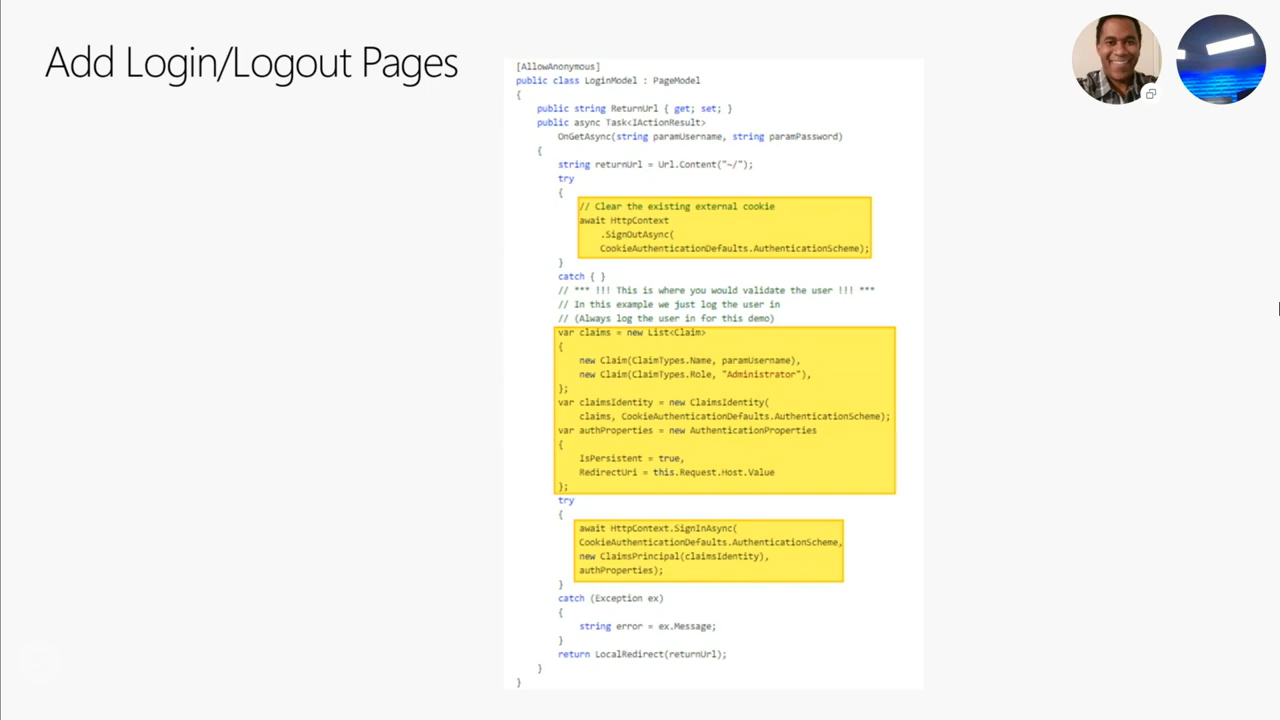 Add Login/Logout Pages
[AllowAnonymous]
public class LoginModel : PageModel
{
    public string ReturnUrl { get; set; }
    public async Task<IActionResult>
        OnGetAsync(string paramUsername, string paramPassword)
    {
        string returnUrl = Url.Content("~/");
        try
        {
            // Clear the existing external cookie
            await HttpContext
                .SignOutAsync(
                CookieAuthenticationDefaults.AuthenticationScheme);
        }
        catch { }
        // *** !!! This is where you would validate the user !!! ***
        // In this example we just log the user in
        // (Always log the user in for this demo)
        var claims = new List<Claim>
        {
            new Claim(ClaimTypes.Name, paramUsername),
            new Claim(ClaimTypes.Role, "Administrator"),
        };
        var claimsIdentity = new ClaimsIdentity(
            claims, CookieAuthenticationDefaults.AuthenticationScheme);
        var authProperties = new AuthenticationProperties
        {
            IsPersistent = true,
            RedirectUri = this.Request.Host.Value
        };
        try
        {
            await HttpContext.SignInAsync(
            CookieAuthenticationDefaults.AuthenticationScheme,
            new ClaimsPrincipal(claimsIdentity),
            authProperties);
        }
        catch (Exception ex)
        {
            string error = ex.Message;
        }
        return LocalRedirect(returnUrl);
    }
}